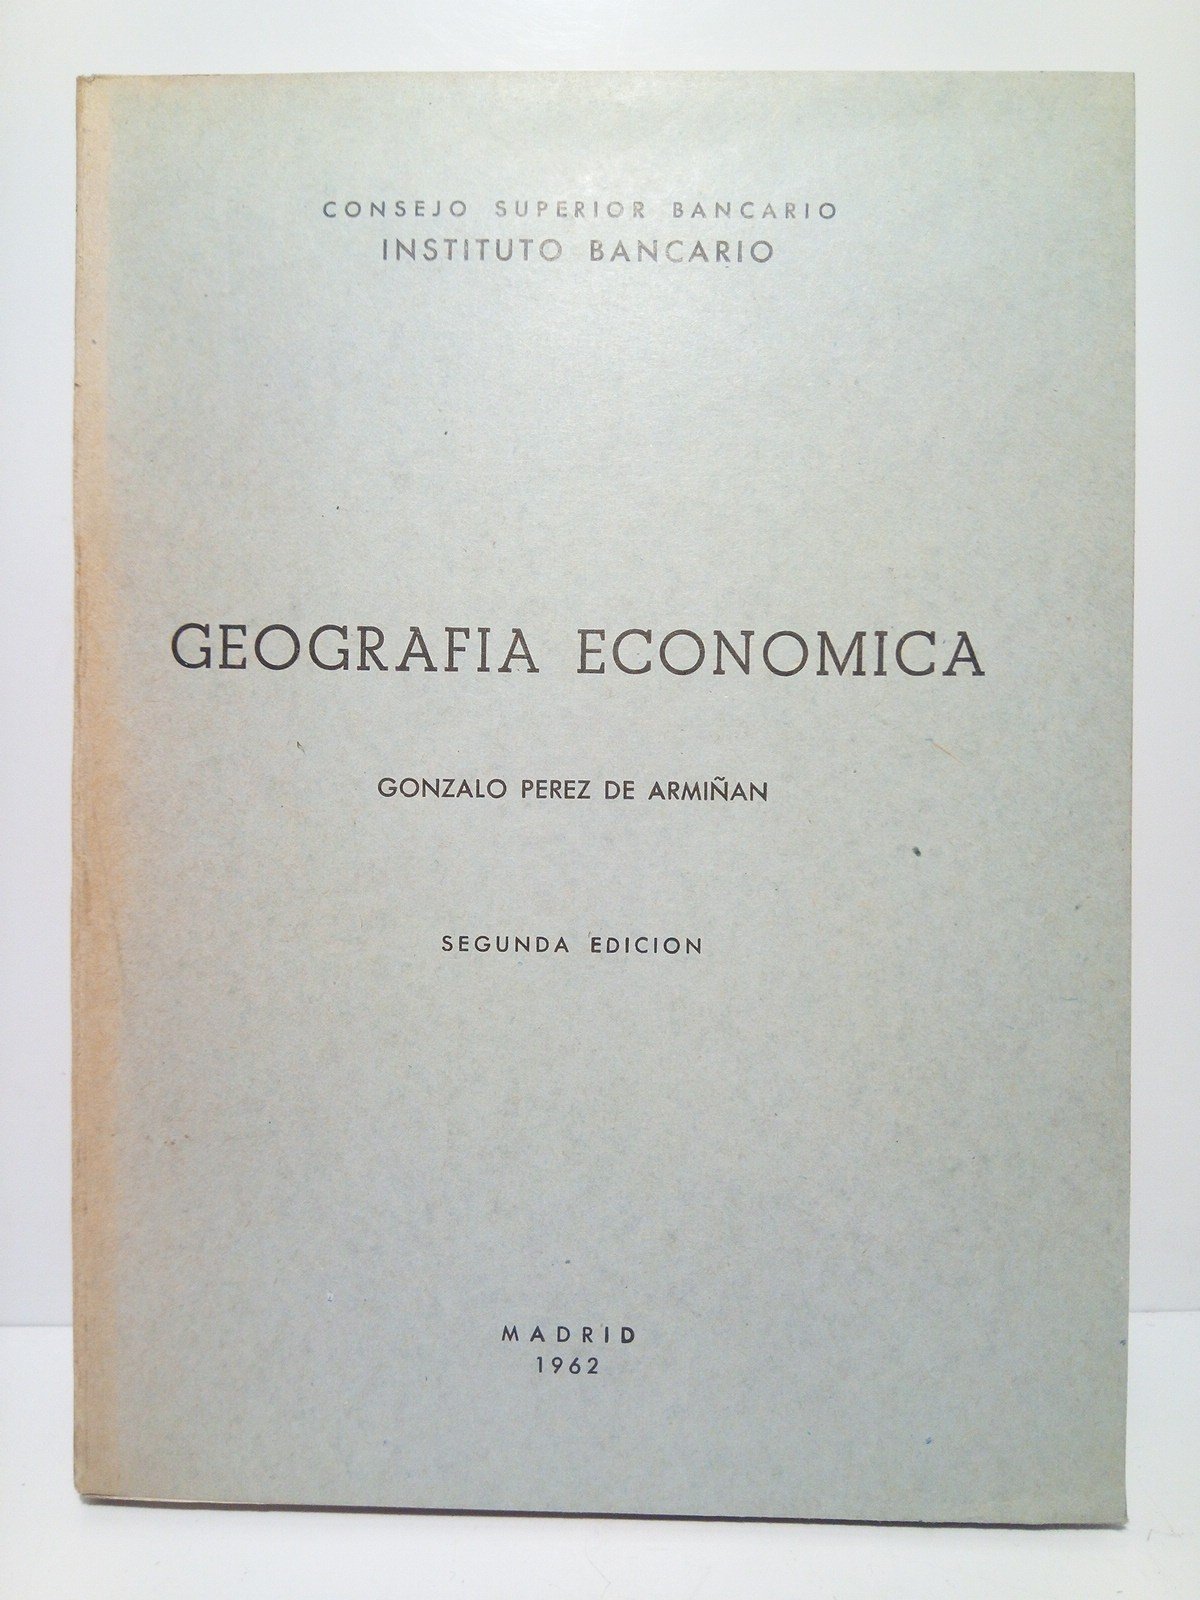 CONSEJO SUPERIOR BANCARIO
INSTITUTO BANCARIO
GEOGRAFIA ECONOMICA
GONZALO PEREZ DE ARMIÑAN
SEGUNDA EDICION
MADRID
1962